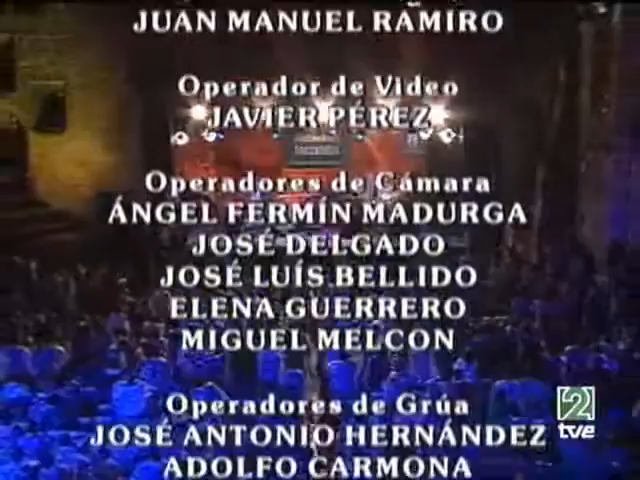 JUAN MANUEL RAMIRO
Operador de Video
JAVIER PÉREZ
Operadores de Cámara
ÁNGEL FERMÍN MADURGA
JOSÉ DELGADO
JOSÉ LUÍS BELLIDO
ELENA GUERRERO
MIGUEL MELCON
Operadores de Grúa
JOSÉ ANTONIO HERNÁNDEZ
ADOLFO CARMONA
2
tve